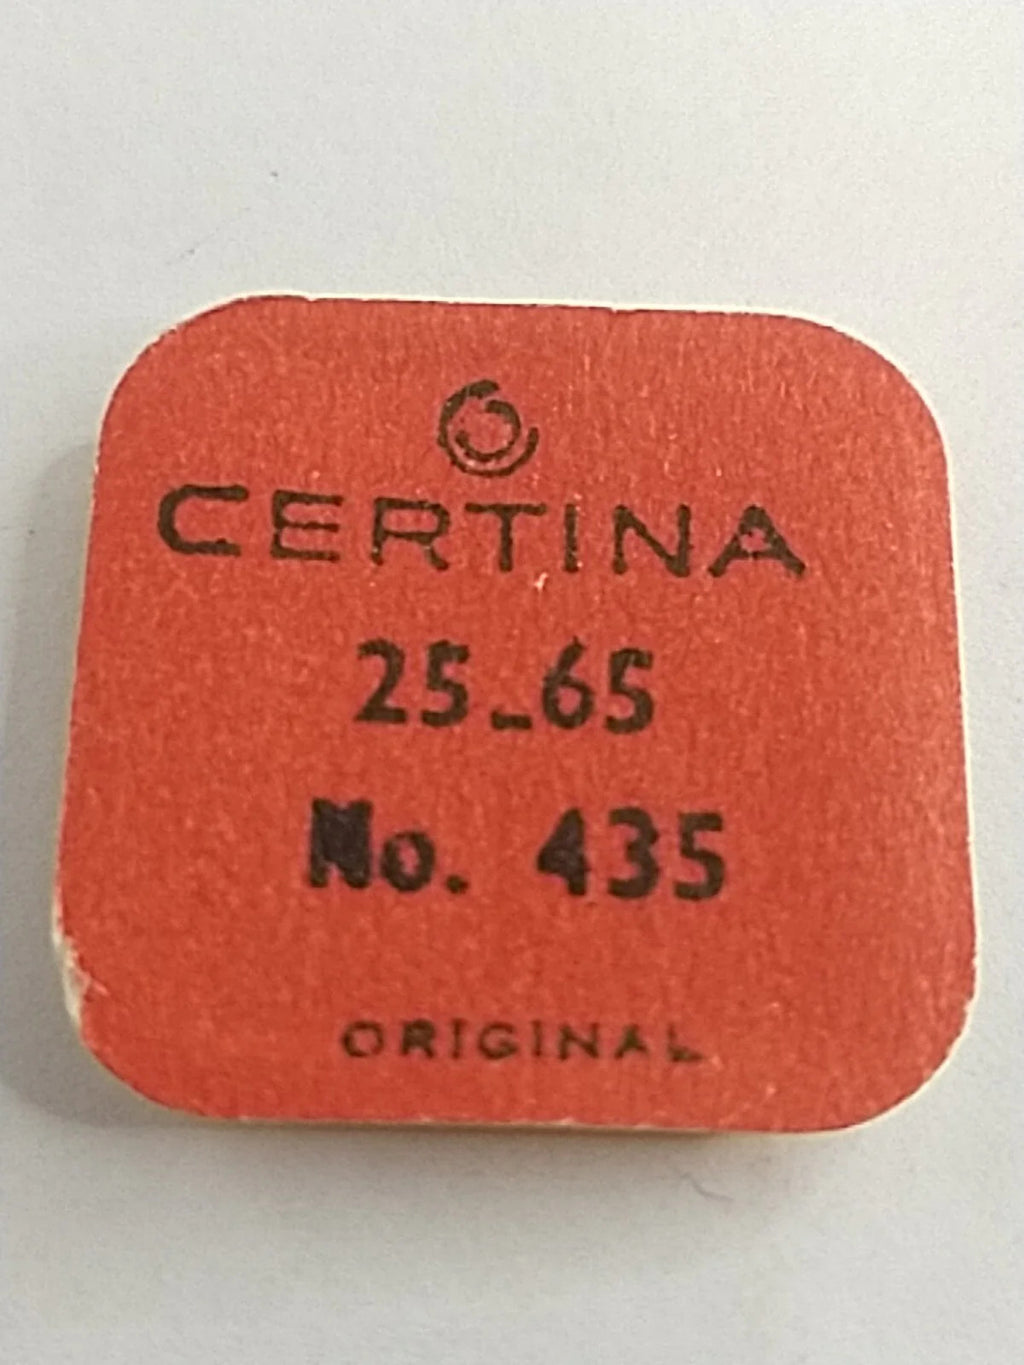 CERTINA
25-65
No. 435
ORIGINAL